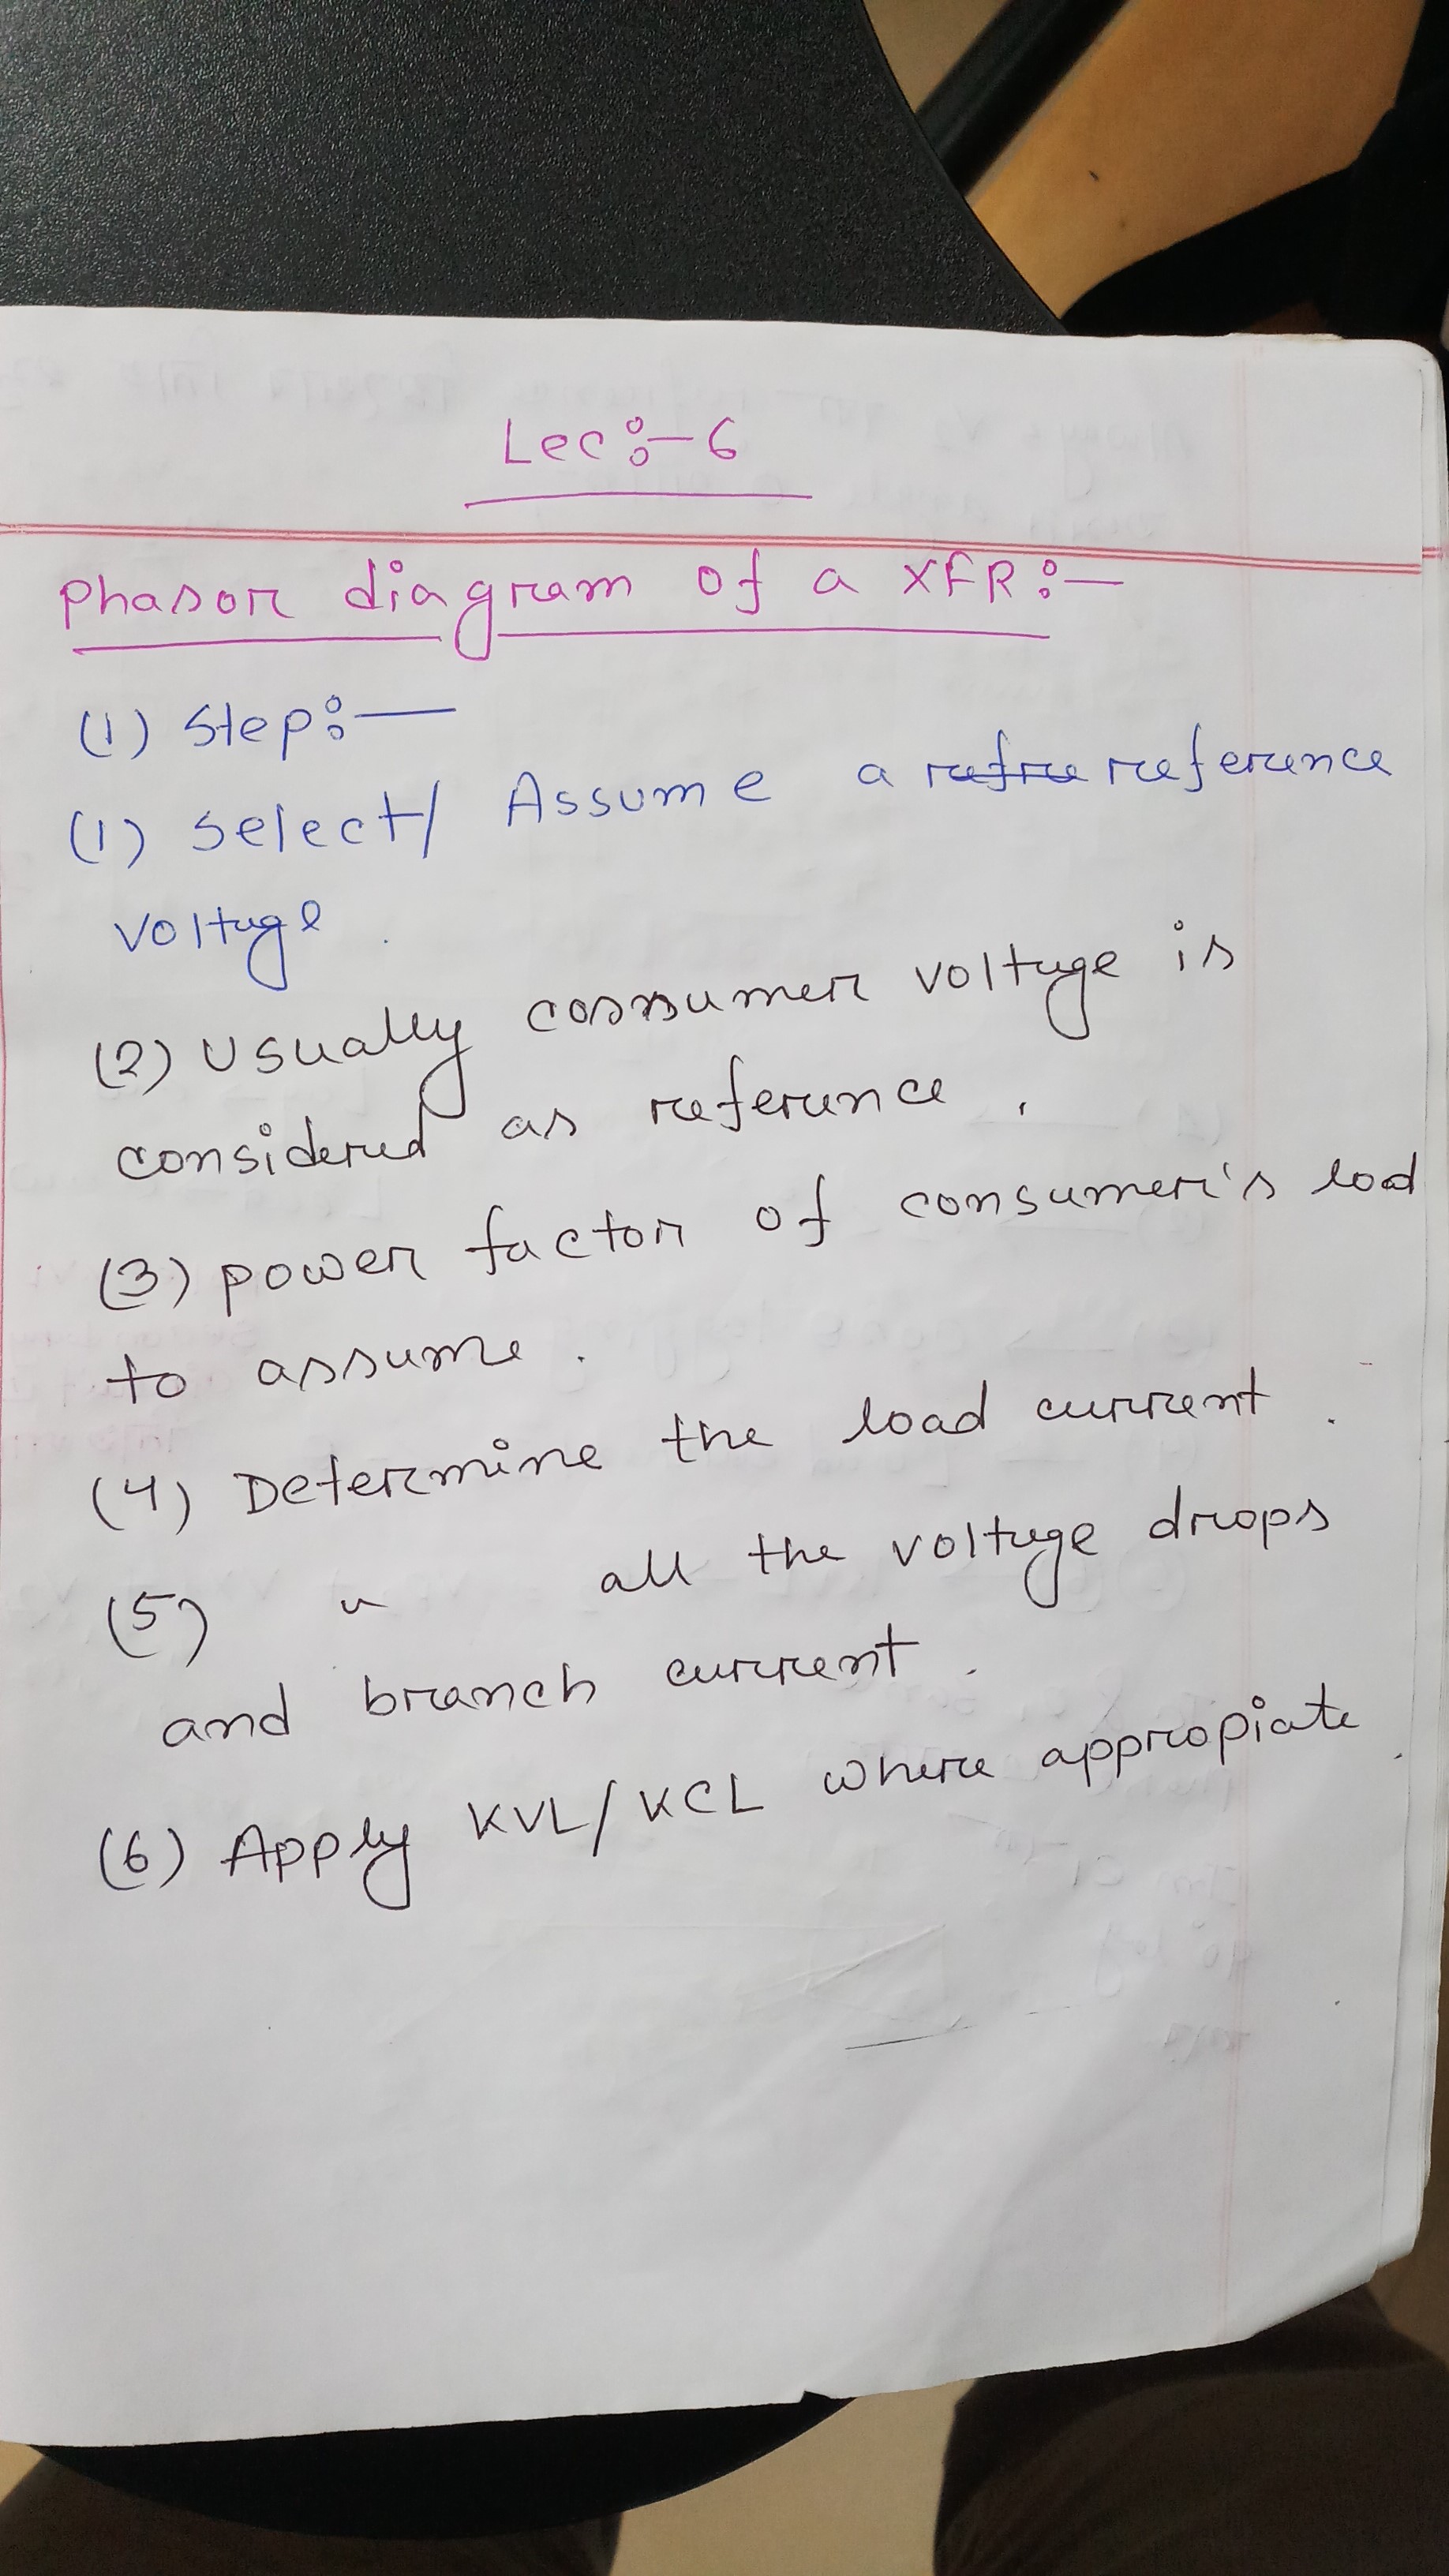 Lec:-6
Phasor diagram of a XFR:-
(1) Step:-
(1) Select/ Assume a refre reference
voltage.
(2) Usually consumer voltage is
considered as reference.
(3) power factor of consumer's lod
to assume.
(4) Determine the load current.
(5) " all the voltage drops
and branch current.
(6) Apply KVL/KCL where appropiate.